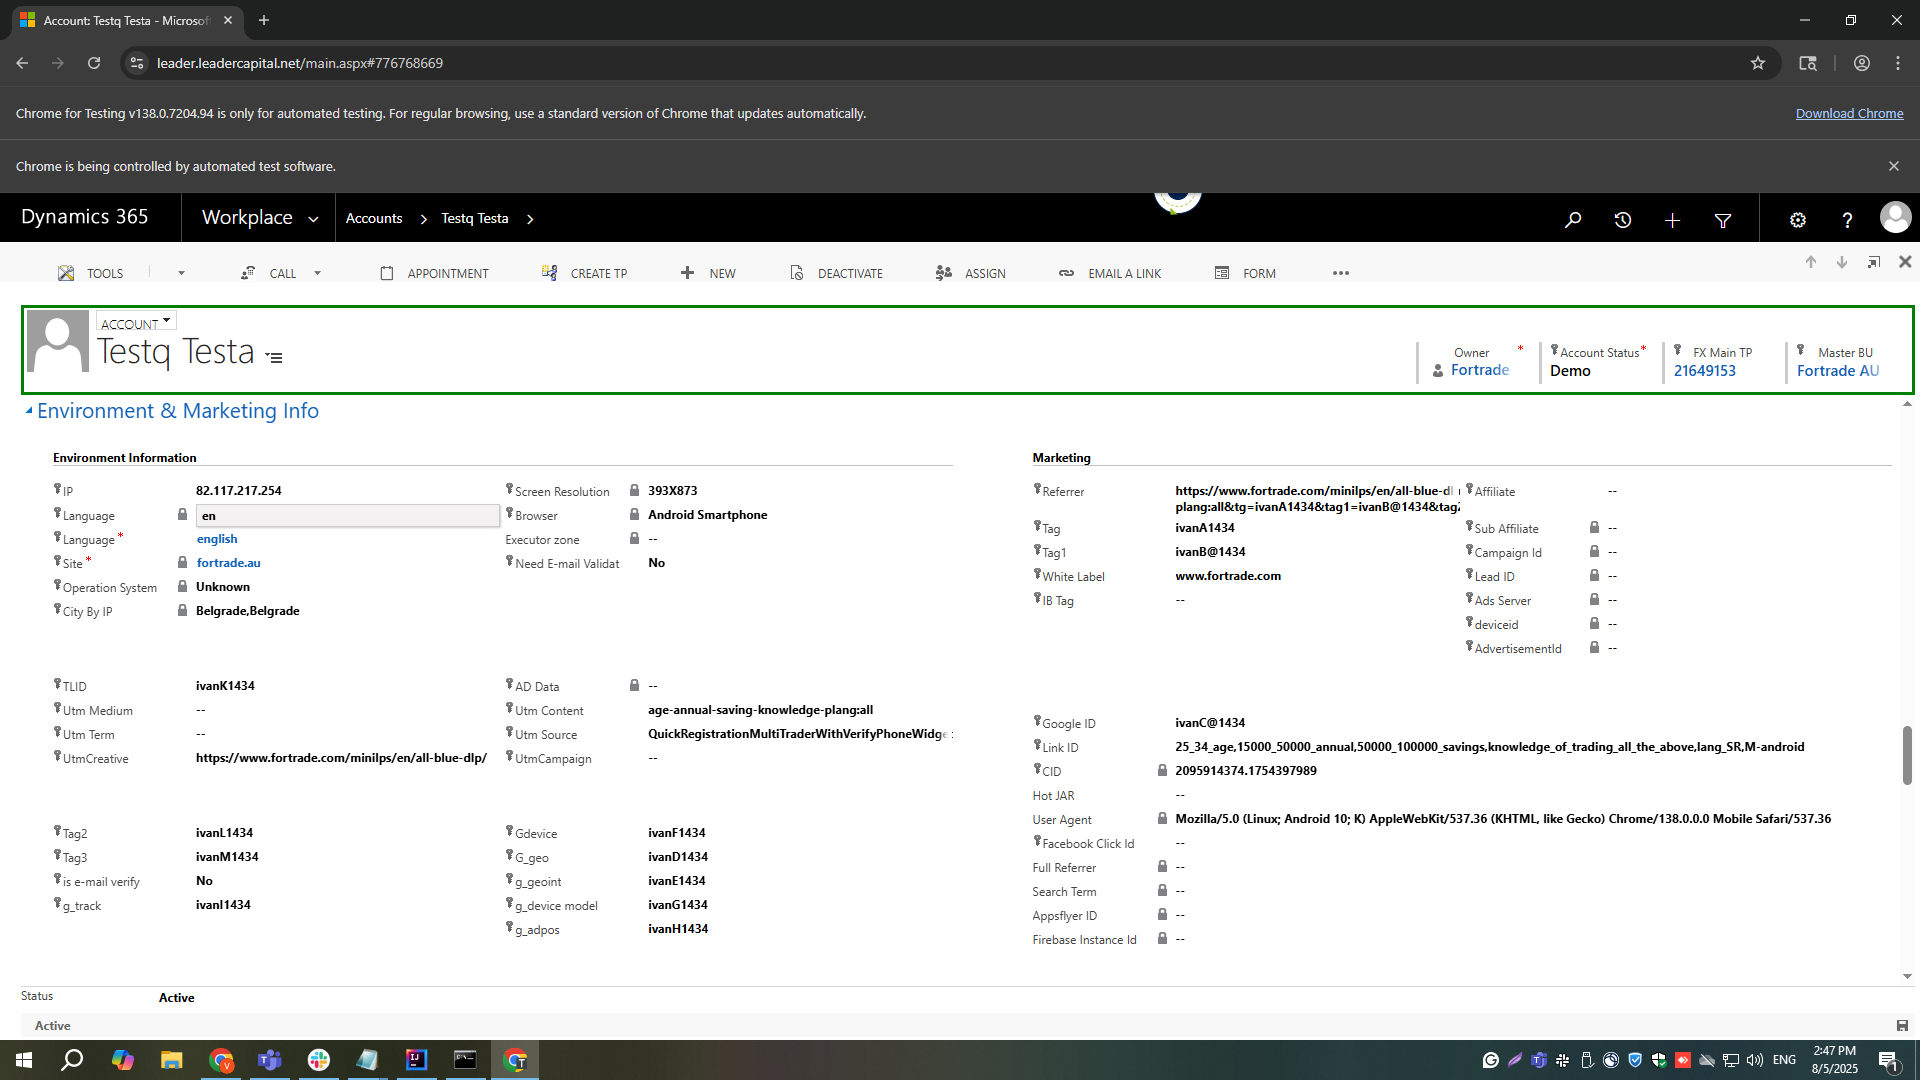 Account: Testq Testa - Microsof
leader.leadercapital.net/main.aspx#776768669
Chrome for Testing v138.0.7204.94 is only for automated testing. For regular browsing, use a standard version of Chrome that updates automatically.
Download Chrome
Chrome is being controlled by automated test software.
Dynamics 365
Workplace
Accounts
Testq Testa
TOOLS
CALL
APPOINTMENT
CREATE TP
NEW
DEACTIVATE
ASSIGN
EMAIL A LINK
FORM
ACCOUNT
Testq Testa
Owner *
Fortrade
Account Status *
Demo
FX Main TP
21649153
Master BU
Fortrade AU
Environment & Marketing Info
Environment Information
IP 82.117.217.254
Language en
Language * english
Site * fortrade.au
Operation System Unknown
City By IP Belgrade,Belgrade
Screen Resolution 393X873
Browser Android Smartphone
Executor zone --
Need E-mail Validat No
TLID ivanK1434
Utm Medium --
Utm Term --
UtmCreative https://www.fortrade.com/minilps/en/all-blue-dlp/
AD Data --
Utm Content age-annual-saving-knowledge-plang:all
Utm Source QuickRegistrationMultiTraderWithVerifyPhoneWidge
UtmCampaign --
Tag2 ivanL1434
Tag3 ivanM1434
is e-mail verify No
g_track ivanI1434
Gdevice ivanF1434
G_geo ivanD1434
g_geoint ivanE1434
g_device model ivanG1434
g_adpos ivanH1434
Marketing
Referrer https://www.fortrade.com/minilps/en/all-blue-dl
plang:all&tg=ivanA1434&tag1=ivanB@1434&tag2
Tag ivanA1434
Tag1 ivanB@1434
White Label www.fortrade.com
IB Tag --
Affiliate --
Sub Affiliate --
Campaign Id --
Lead ID --
Ads Server --
deviceid --
AdvertisementId --
Google ID ivanC@1434
Link ID 25_34_age,15000_50000_annual,50000_100000_savings,knowledge_of_trading_all_the_above,lang_SR,M-android
CID 2095914374.1754397989
Hot JAR --
User Agent Mozilla/5.0 (Linux; Android 10; K) AppleWebKit/537.36 (KHTML, like Gecko) Chrome/138.0.0.0 Mobile Safari/537.36
Facebook Click Id --
Full Referrer --
Search Term --
Appsflyer ID --
Firebase Instance Id --
Status Active
Active
ENG
2:47 PM
8/5/2025
1